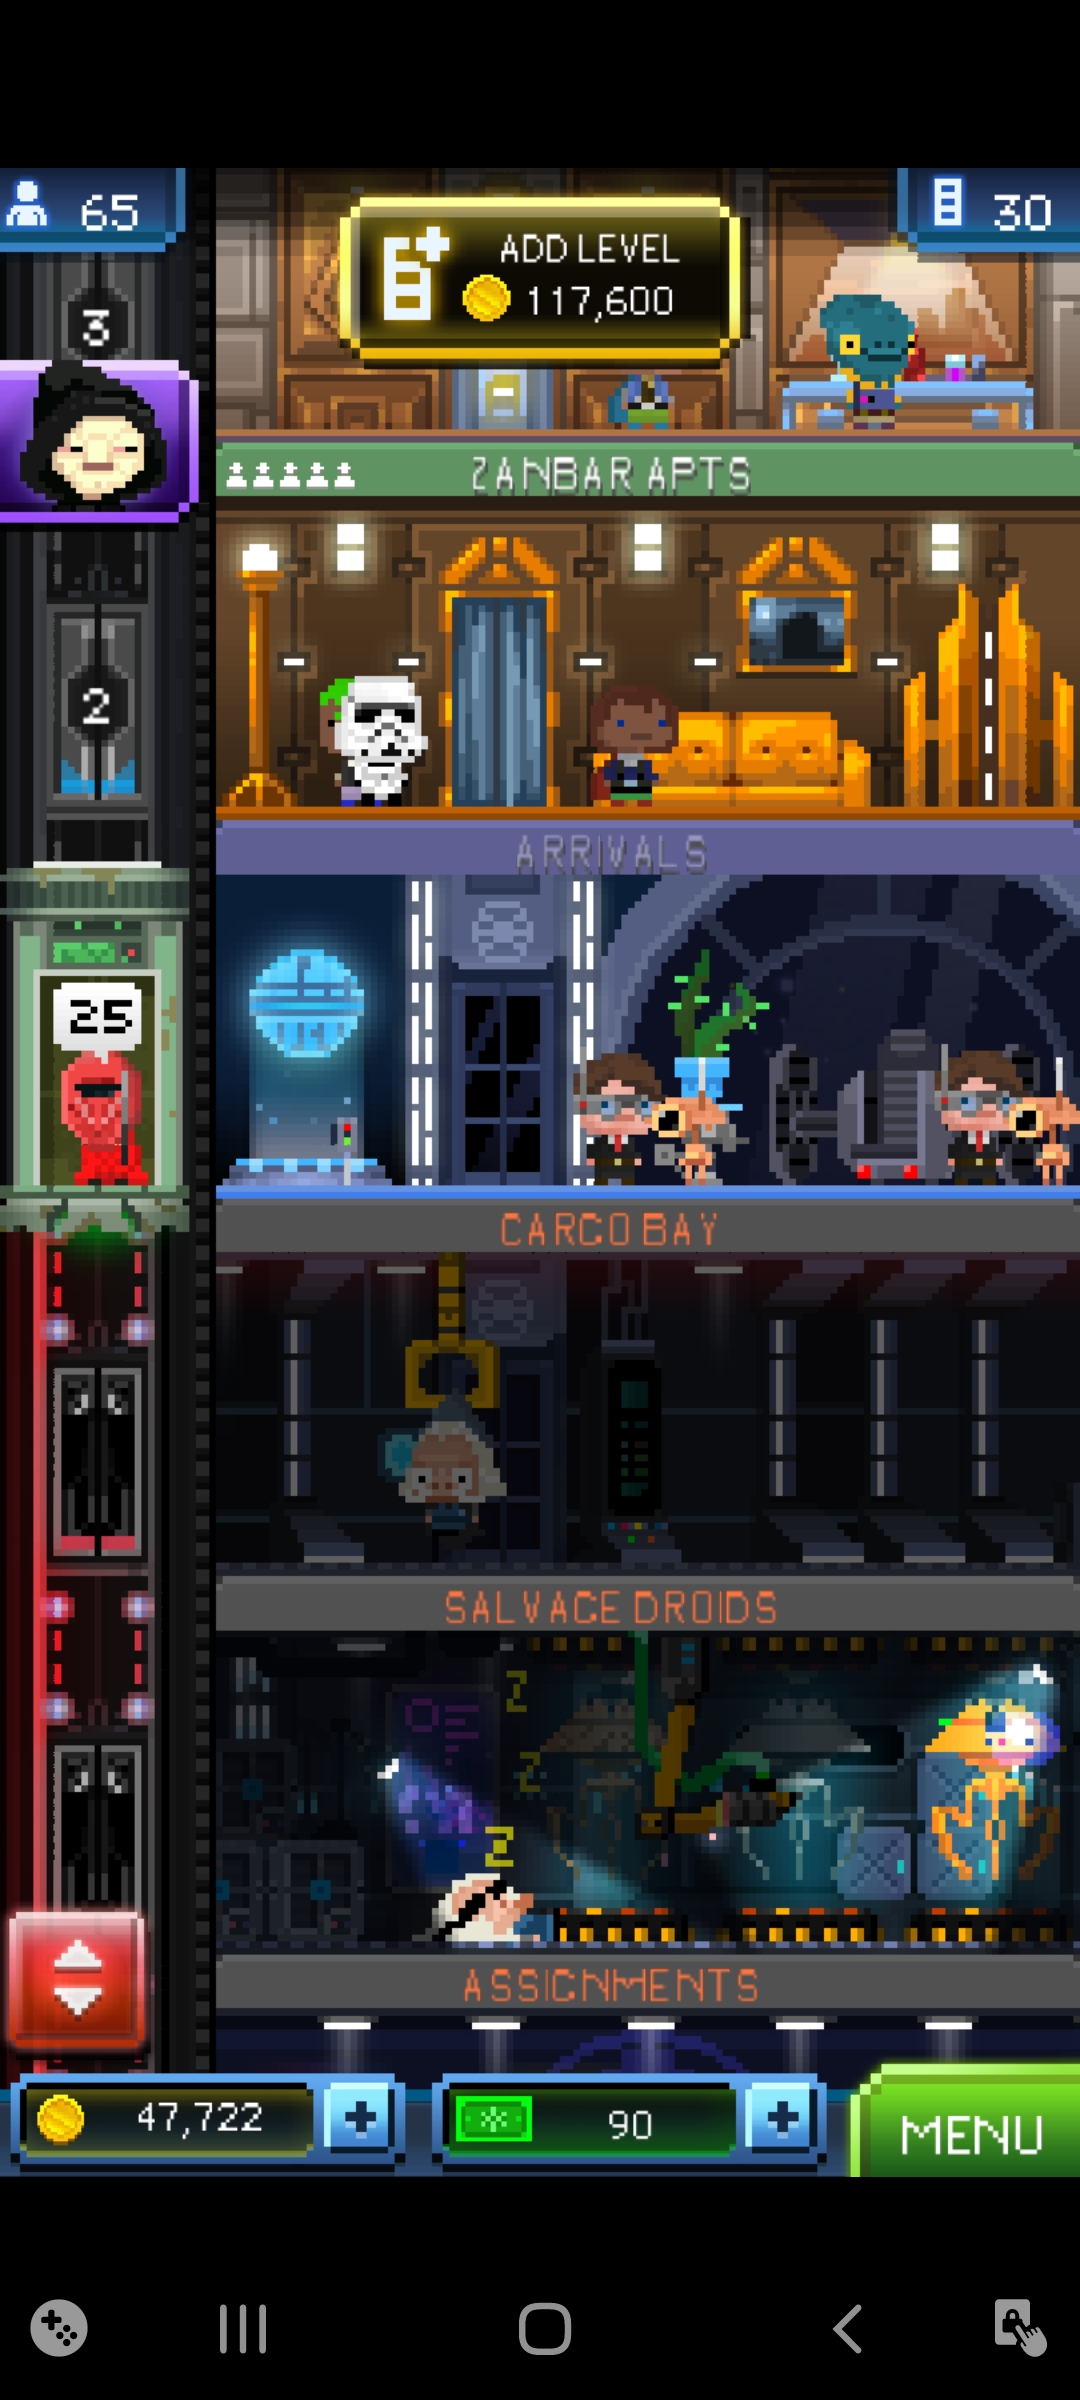 65
30
ADD LEVEL
117,600
3
ZANBAR APTS
2
ARRIVALS
25
CARGO BAY
SALVAGE DROIDS
Z
Z
Z
ASSIGNMENTS
47,722
90
MENU